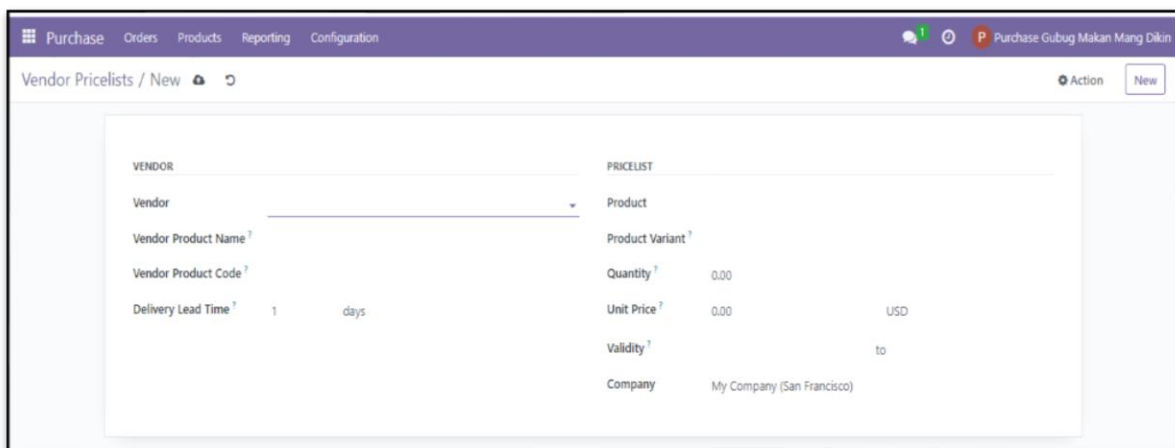 Purchase Orders Products Reporting Configuration 1 P Purchase Gubug Makan Mang Dikin
Vendor Pricelists / New Action New
VENDOR PRICELIST
Vendor Product
Vendor Product Name ? Product Variant ?
Vendor Product Code ? Quantity ? 0.00
Delivery Lead Time ? 1 days Unit Price ? 0.00 USD
Validity ? to
Company My Company (San Francisco)